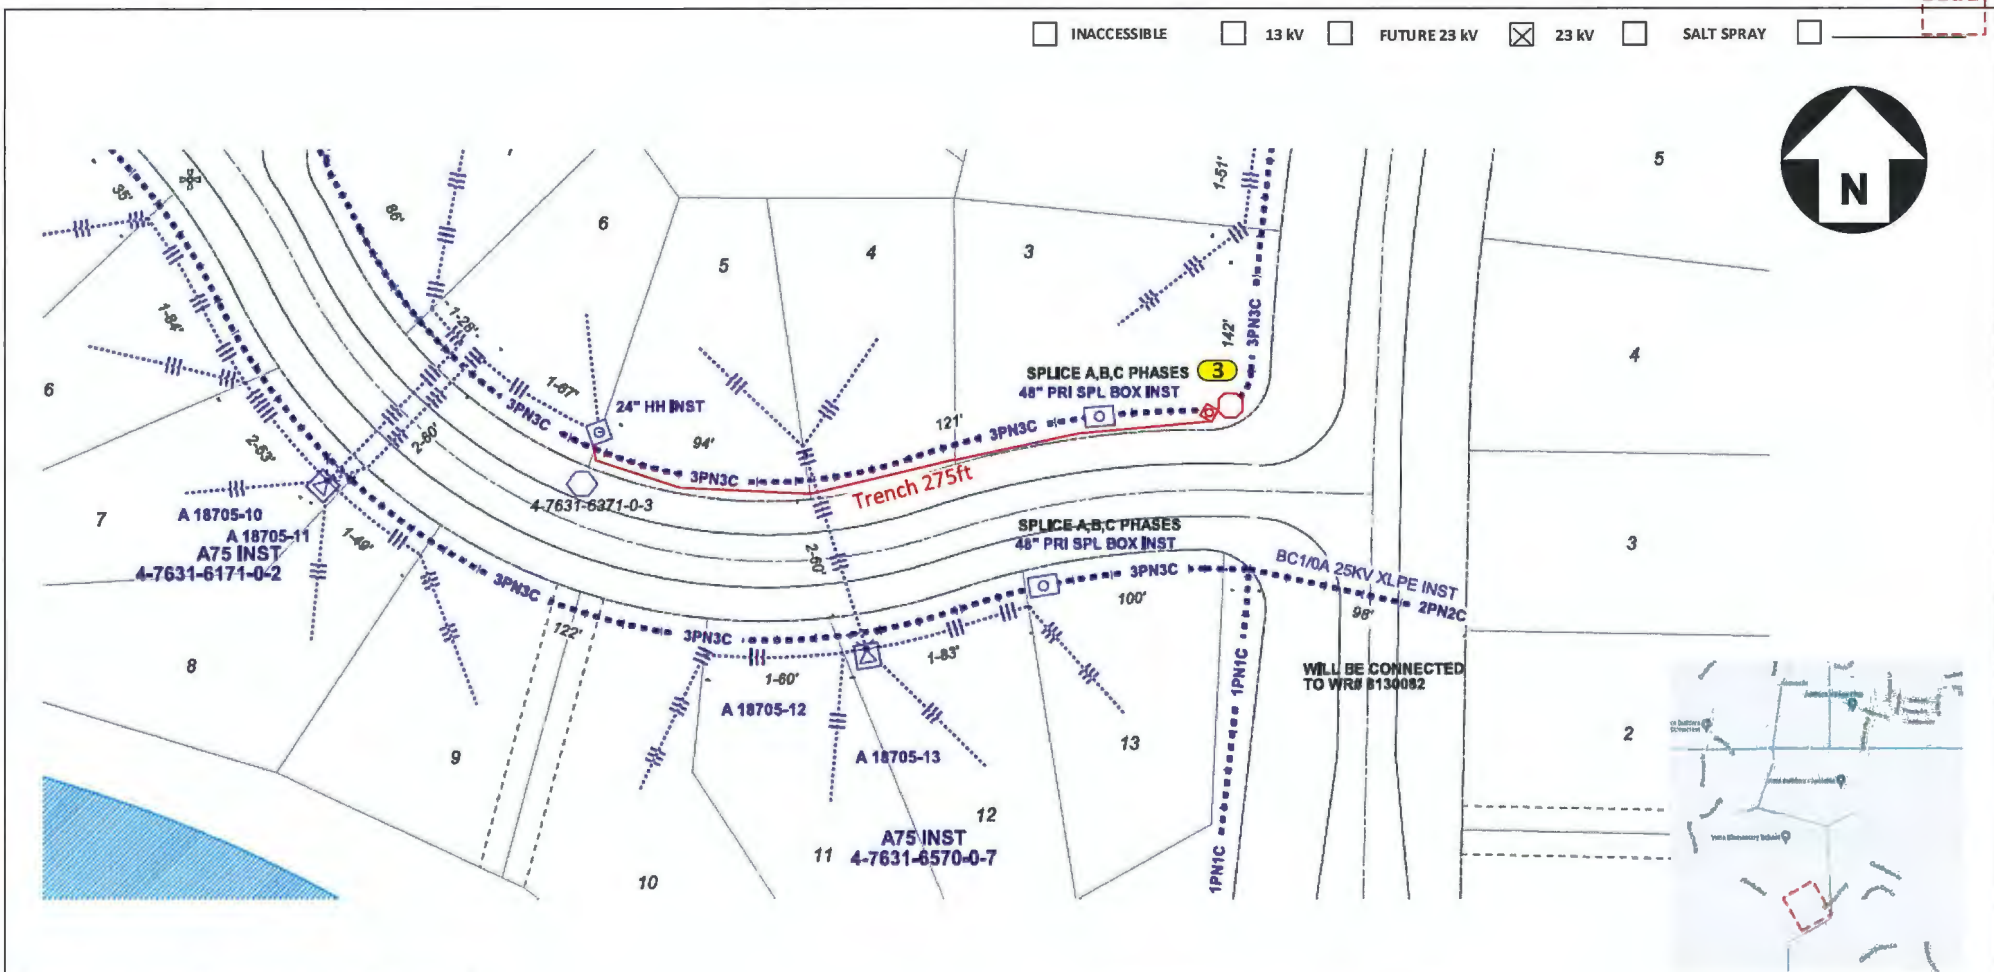 INACCESSIBLE
13 kV
FUTURE 23 kV
23 kV
SALT SPRAY
N
5
35'
86'
6
5
4
3
1-51'
1-84'
1-28'
142'
3PN3C
4
6
1-67'
3PN3C
24" HH INST
94'
121'
3PN3C
SPLICE A,B,C PHASES
48" PRI SPL BOX INST
3
2-60'
3PN3C
Trench 275ft
4-7631-6371-0-3
7
A 18705-10
A 18705-11
A75 INST
4-7631-6171-0-2
1-49'
3PN3C
2-60'
SPLICE A,B,C PHASES
48" PRI SPL BOX INST
3PN3C
100'
BC1/0A 25KV XLPE INST
98'
2PN2C
3
122'
3PN3C
1-60'
1-83'
1PN1C
WILL BE CONNECTED
8
9
A 18705-12
A 18705-13
13
2
12
A75 INST
4-7631-6570-0-7
11
10
1PN1C